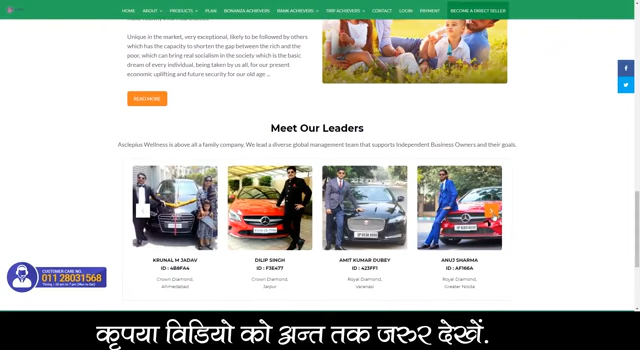 HOME ABOUT PRODUCTS PLAN BONANZA ACHIEVERS RANK ACHIEVERS TRIP ACHIEVERS CONTACT LOGIN PAYMENT BECOME A DIRECT SELLER
Unique in the market, very exceptional, likely to be followed by others
which has the capacity to shorten the gap between the rich and the
poor, which can bring real socialism in the society which is the basic
dream of every individual, being taken by us all, for our present
economic uplifting and future security for our old age ...
READ MORE
Meet Our Leaders
Asclepius Wellness is above all a family company. We lead a diverse global management team that supports Independent Business Owners and their goals.
KRUNAL M JADAV
ID : 4B8FA4
Crown Diamond,
Ahmedabad
DILIP SINGH
ID : F3E477
Crown Diamond,
Jaipur
AMIT KUMAR DUBEY
ID : 423FF1
Royal Diamond,
Varanasi
ANUJ SHARMA
ID : AF166A
Royal Diamond,
Greater Noida
CUSTOMER CARE NO.
011 28031568
कृपया विडियो को अन्त तक जरुर देखें.